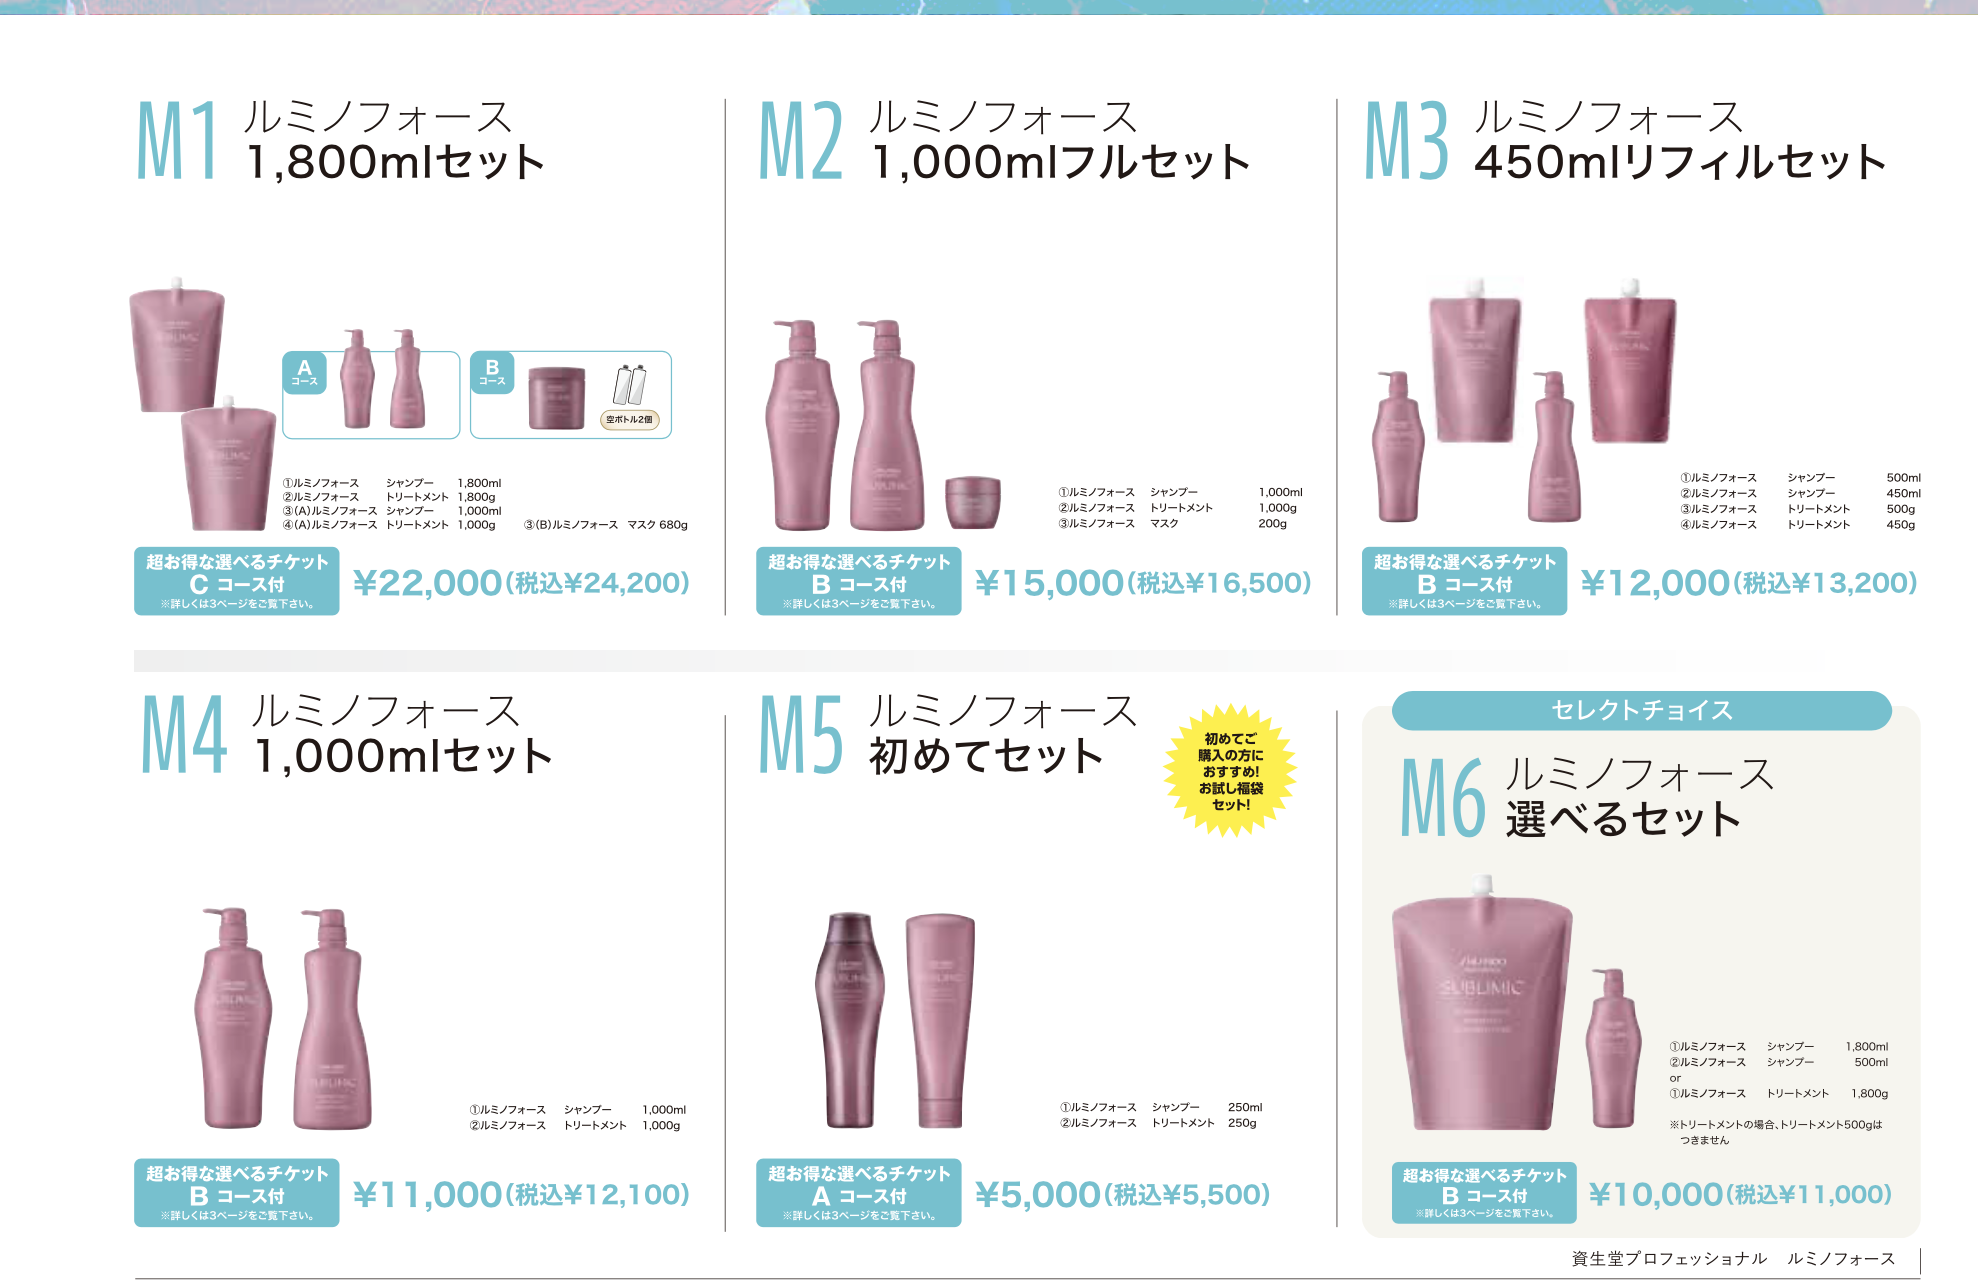 M1 ルミノフォース
1,800mlセット
A
コース
B
コース
空ボトル2個
①ルミノフォース シャンプー 1,800ml
②ルミノフォース トリートメント 1,800g
③(A)ルミノフォース シャンプー 1,000ml
④(A)ルミノフォース トリートメント 1,000g ③(B)ルミノフォース マスク 680g
超お得な選べるチケット
C コース付
※詳しくは3ページをご覧下さい。
¥22,000(税込¥24,200)
M2 ルミノフォース
1,000mlフルセット
①ルミノフォース シャンプー 1,000ml
②ルミノフォース トリートメント 1,000g
③ルミノフォース マスク 200g
超お得な選べるチケット
B コース付
※詳しくは3ページをご覧下さい。
¥15,000(税込¥16,500)
M3 ルミノフォース
450mlリフィルセット
①ルミノフォース シャンプー 500ml
②ルミノフォース シャンプー 450ml
③ルミノフォース トリートメント 500g
④ルミノフォース トリートメント 450g
超お得な選べるチケット
B コース付
※詳しくは3ページをご覧下さい。
¥12,000(税込¥13,200)
M4 ルミノフォース
1,000mlセット
①ルミノフォース シャンプー 1,000ml
②ルミノフォース トリートメント 1,000g
超お得な選べるチケット
B コース付
※詳しくは3ページをご覧下さい。
¥11,000(税込¥12,100)
M5 ルミノフォース
初めてセット
初めてご
購入の方に
おすすめ!
お試し福袋
セット!
①ルミノフォース シャンプー 250ml
②ルミノフォース トリートメント 250g
超お得な選べるチケット
A コース付
※詳しくは3ページをご覧下さい。
¥5,000(税込¥5,500)
セレクトチョイス
M6 ルミノフォース
選べるセット
SHISEIDO
SUBLIMIC
①ルミノフォース シャンプー 1,800ml
②ルミノフォース シャンプー 500ml
or
①ルミノフォース トリートメント 1,800g
※トリートメントの場合、トリートメント500gは
つきません
超お得な選べるチケット
B コース付
※詳しくは3ページをご覧下さい。
¥10,000(税込¥11,000)
資生堂プロフェッショナル ルミノフォース